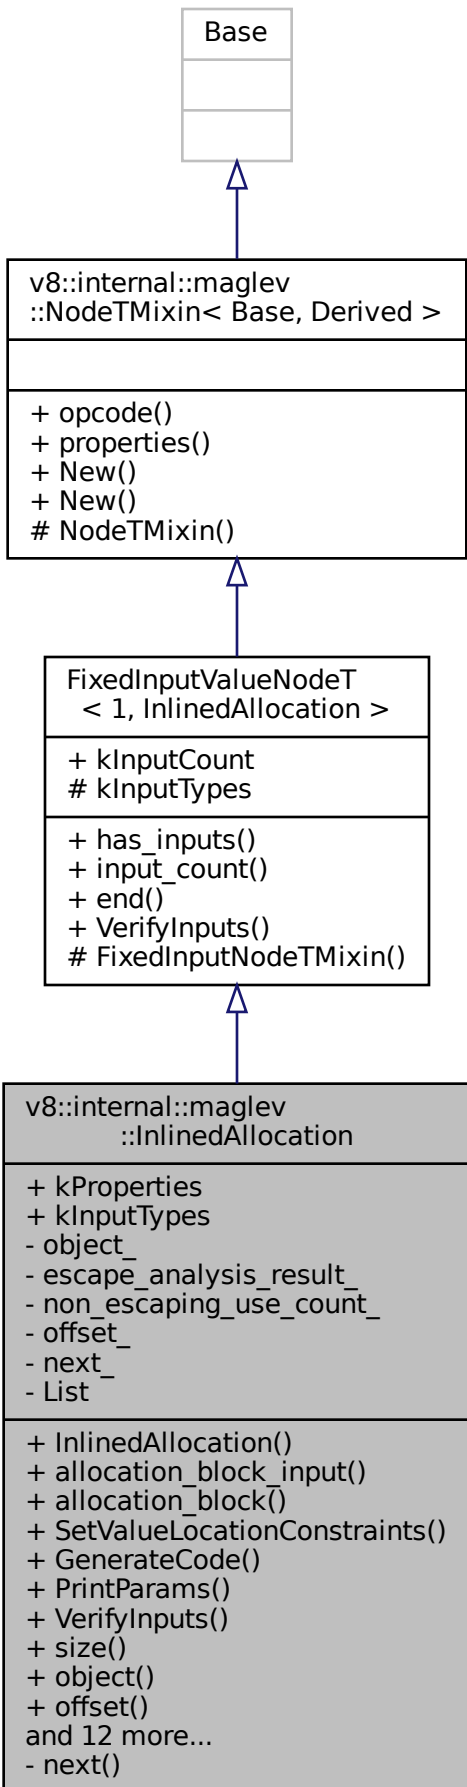 Base
v8::internal::maglev
::NodeTMixin< Base, Derived >
+ opcode()
+ properties()
+ New()
+ New()
# NodeTMixin()
FixedInputValueNodeT
< 1, InlinedAllocation >
+ kInputCount
# kInputTypes
+ has_inputs()
+ input_count()
+ end()
+ VerifyInputs()
# FixedInputNodeTMixin()
v8::internal::maglev
::InlinedAllocation
+ kProperties
+ kInputTypes
- object_
- escape_analysis_result_
- non_escaping_use_count_
- offset_
- next_
- List
+ InlinedAllocation()
+ allocation_block_input()
+ allocation_block()
+ SetValueLocationConstraints()
+ GenerateCode()
+ PrintParams()
+ VerifyInputs()
+ size()
+ object()
+ offset()
and 12 more...
- next()